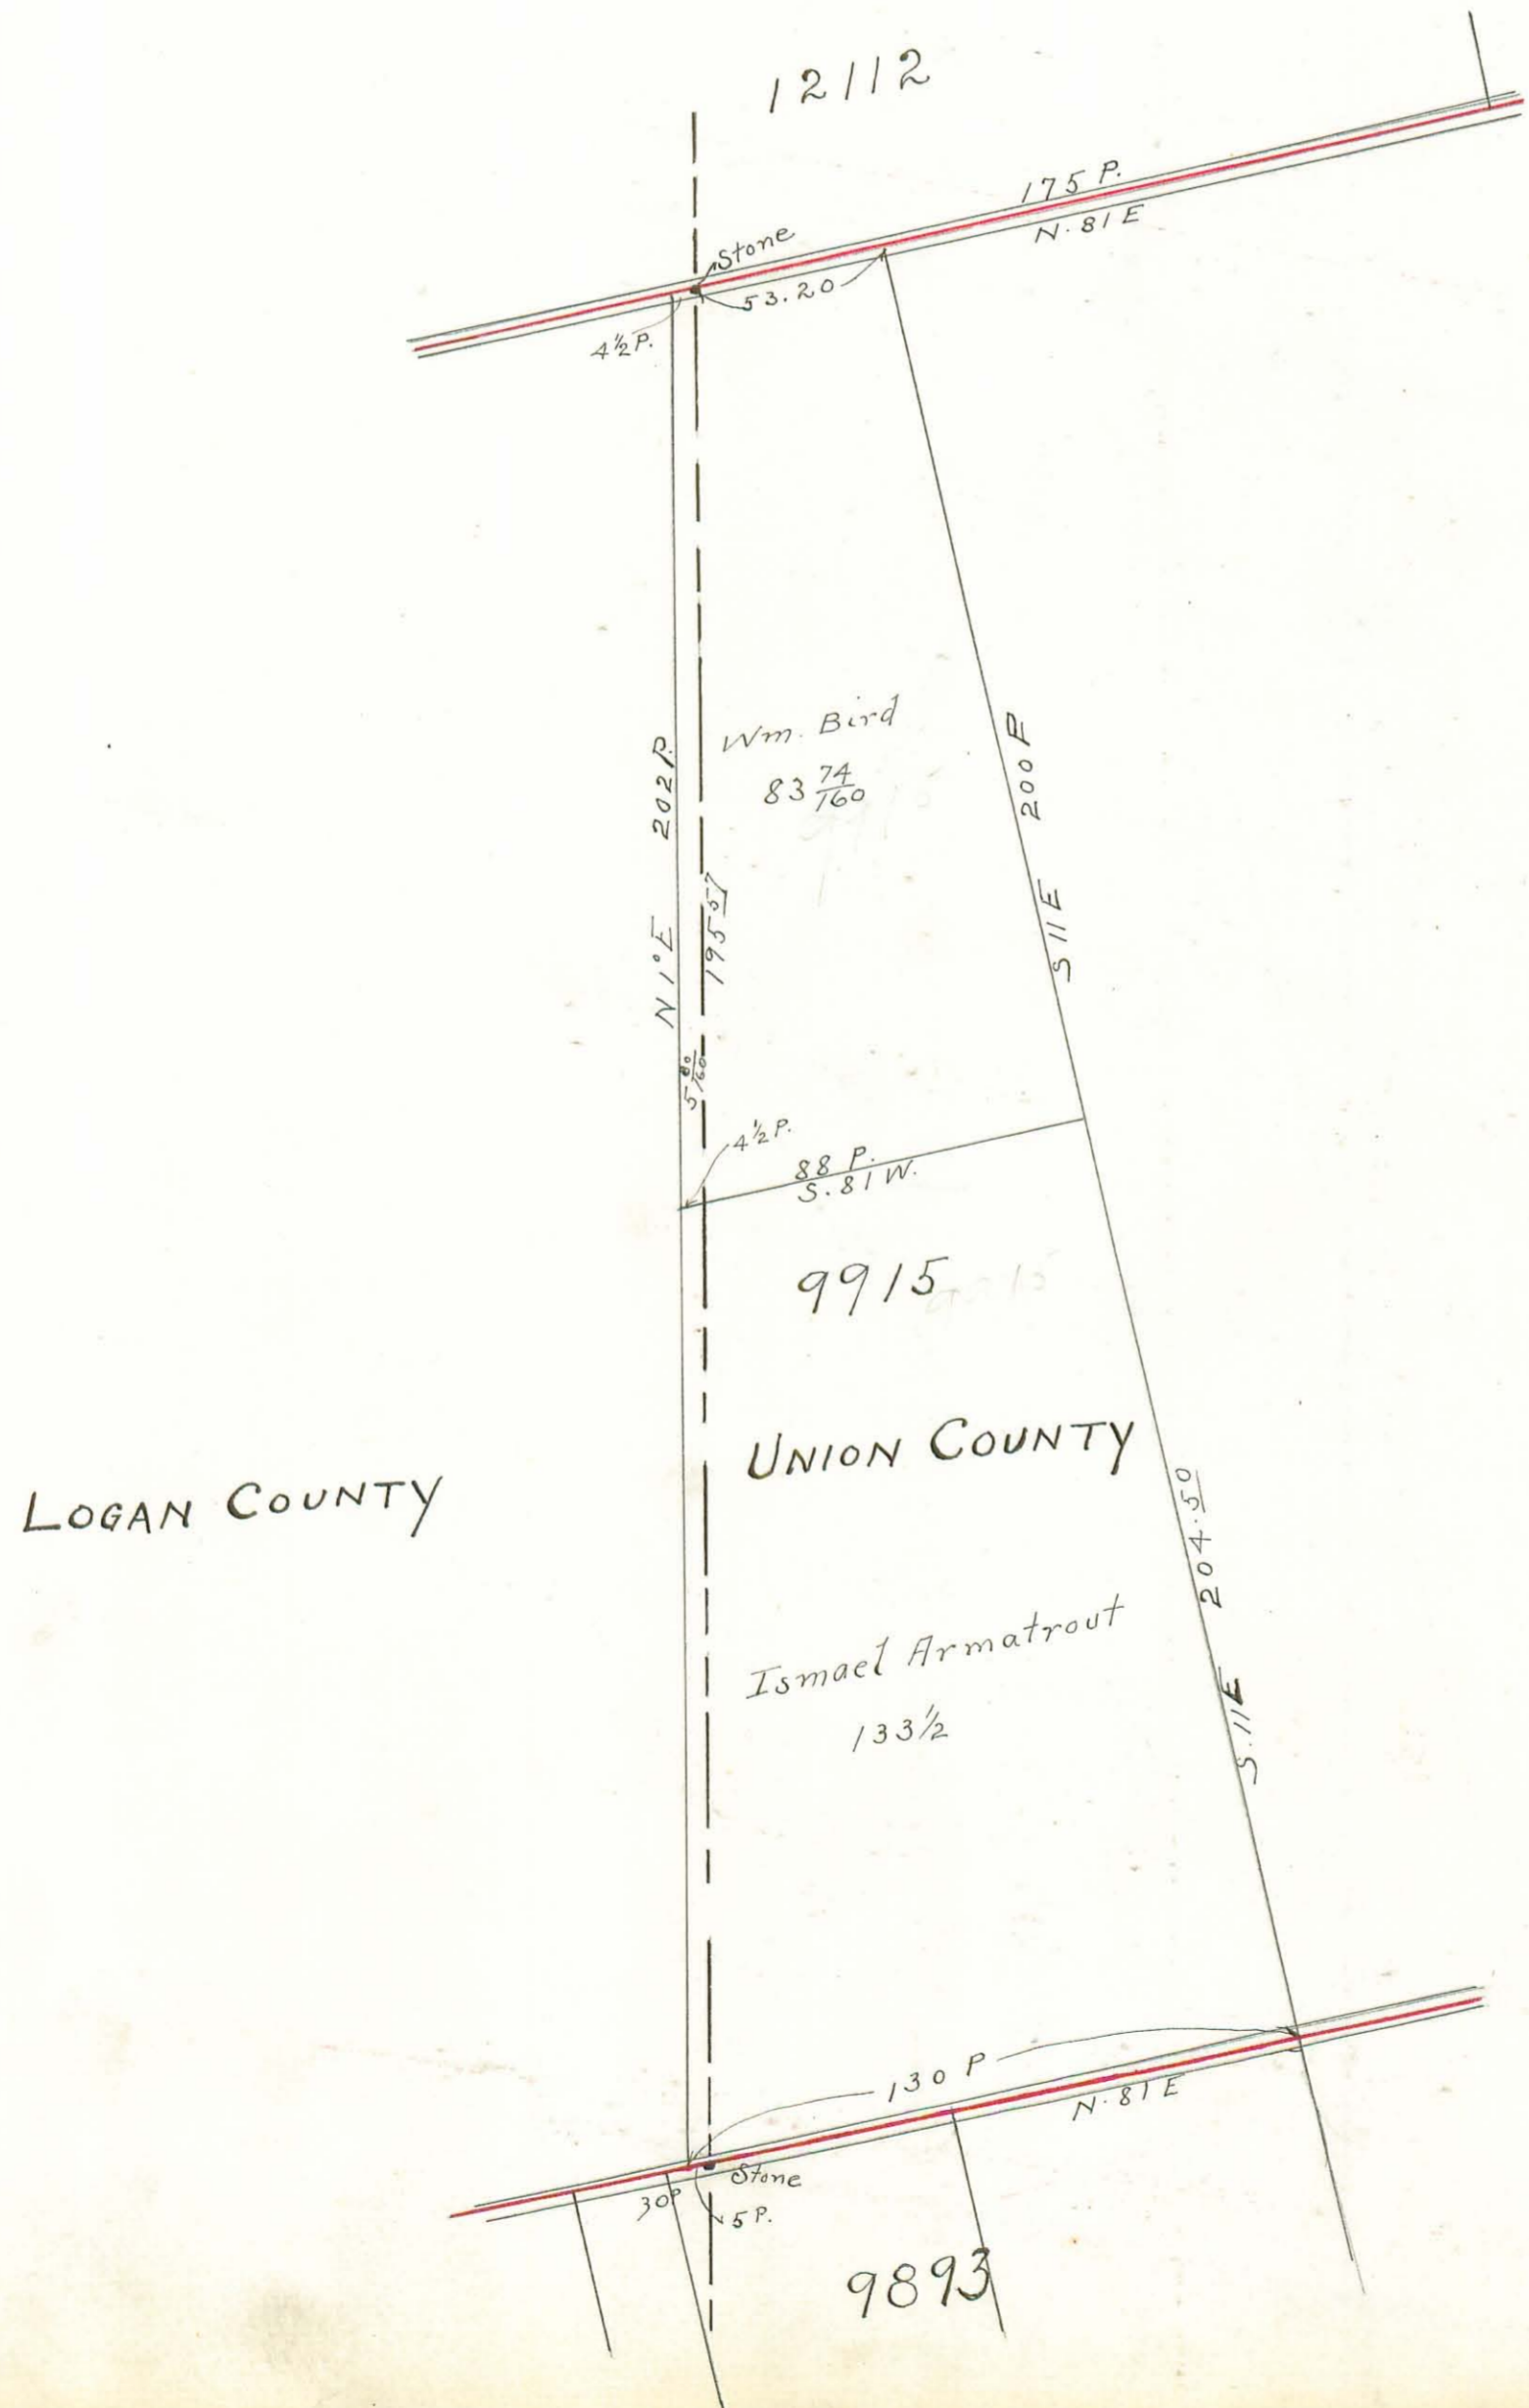 12112
175 P.
N. 81 E
Stone
53.20
4½ P.
Wm. Bird
83 74/160
N 1° E 202 P.
195 57
S 11 E 200 P
5 80/160
4½ P.
88 P.
S. 81 W.
9915
UNION COUNTY
LOGAN COUNTY
S. 11 E 204.50
Ismael Armatrout
133½
130 P
N. 81 E
Stone
30P
5 P.
9893